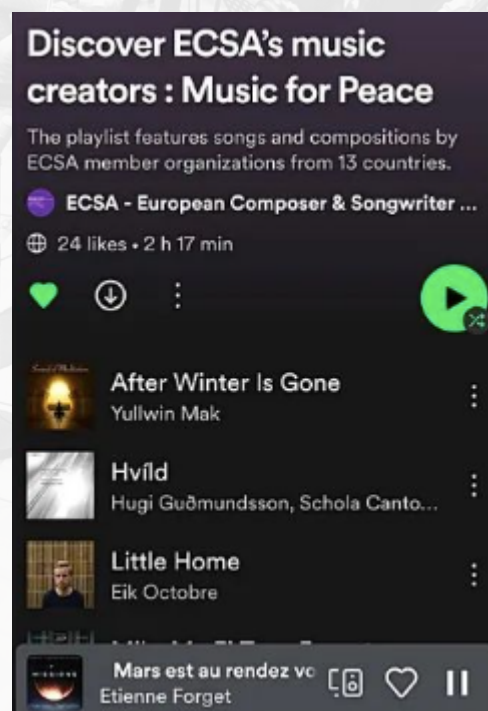 Discover ECSA's music
creators : Music for Peace
The playlist features songs and compositions by
ECSA member organizations from 13 countries.
ECSA - European Composer & Songwriter ...
24 likes • 2 h 17 min
After Winter Is Gone
Yullwin Mak
Hvíld
Hugi Guðmundsson, Schola Canto...
Little Home
Eik Octobre
MISSIONS
Mars est au rendez vo
Etienne Forget